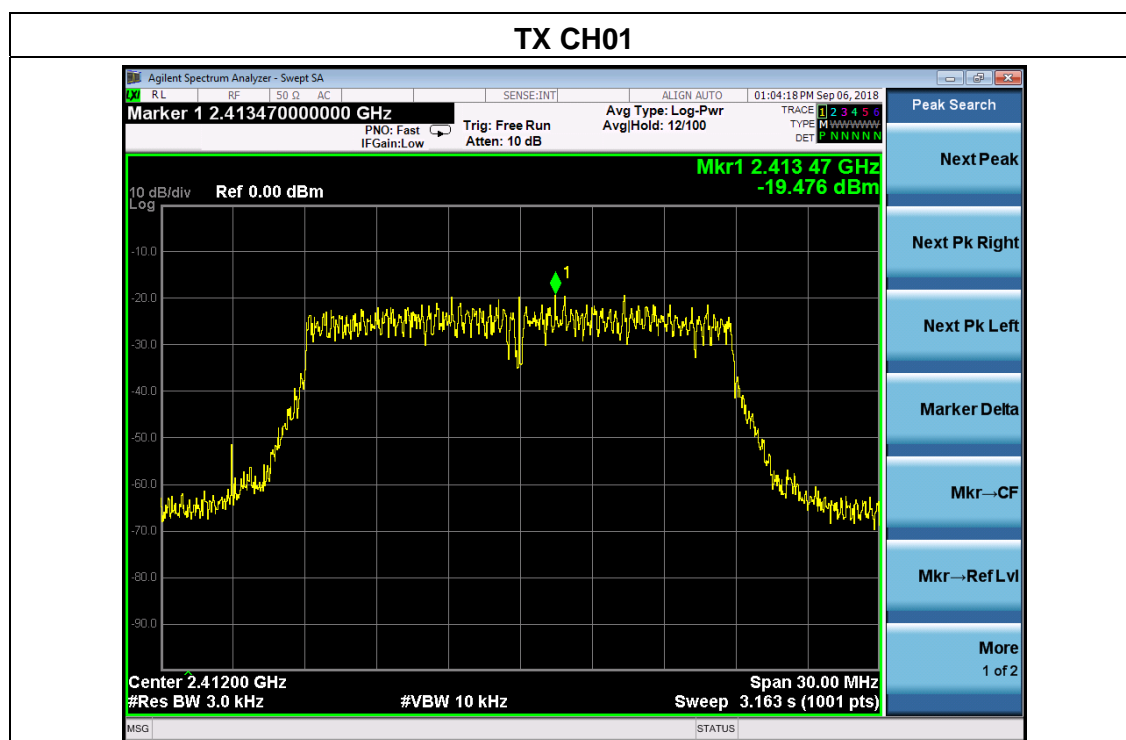 TX CH01
Agilent Spectrum Analyzer - Swept SA
LXI RL RF 50 Ω AC SENSE:INT ALIGN AUTO 01:04:18 PM Sep 06, 2018
Marker 1 2.413470000000 GHz
PNO: Fast
IFGain:Low
Trig: Free Run
Atten: 10 dB
Avg Type: Log-Pwr
Avg|Hold: 12/100
TRACE 1 2 3 4 5 6
TYPE M WWWWW
DET P N N N N N
Peak Search
Mkr1 2.413 47 GHz
-19.476 dBm
10 dB/div Ref 0.00 dBm
Log
-10.0
-20.0
-30.0
-40.0
-50.0
-60.0
-70.0
-80.0
-90.0
1
Center 2.41200 GHz
Span 30.00 MHz
#Res BW 3.0 kHz
#VBW 10 kHz
Sweep 3.163 s (1001 pts)
Next Peak
Next Pk Right
Next Pk Left
Marker Delta
Mkr→CF
Mkr→Ref Lvl
More
1 of 2
MSG
STATUS